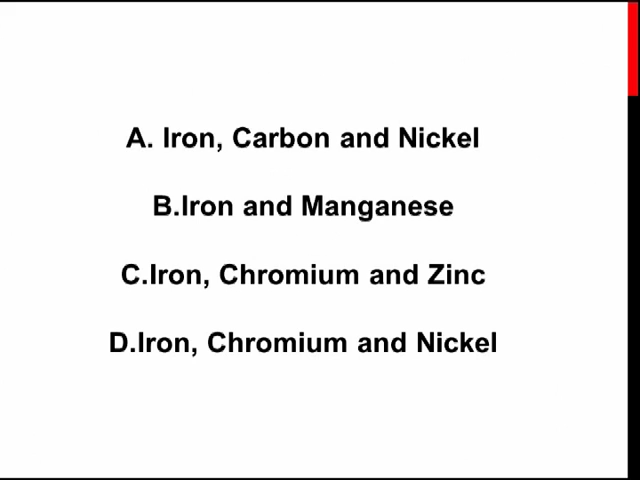 A. Iron, Carbon and Nickel
B.Iron and Manganese
C.Iron, Chromium and Zinc
D.Iron, Chromium and Nickel